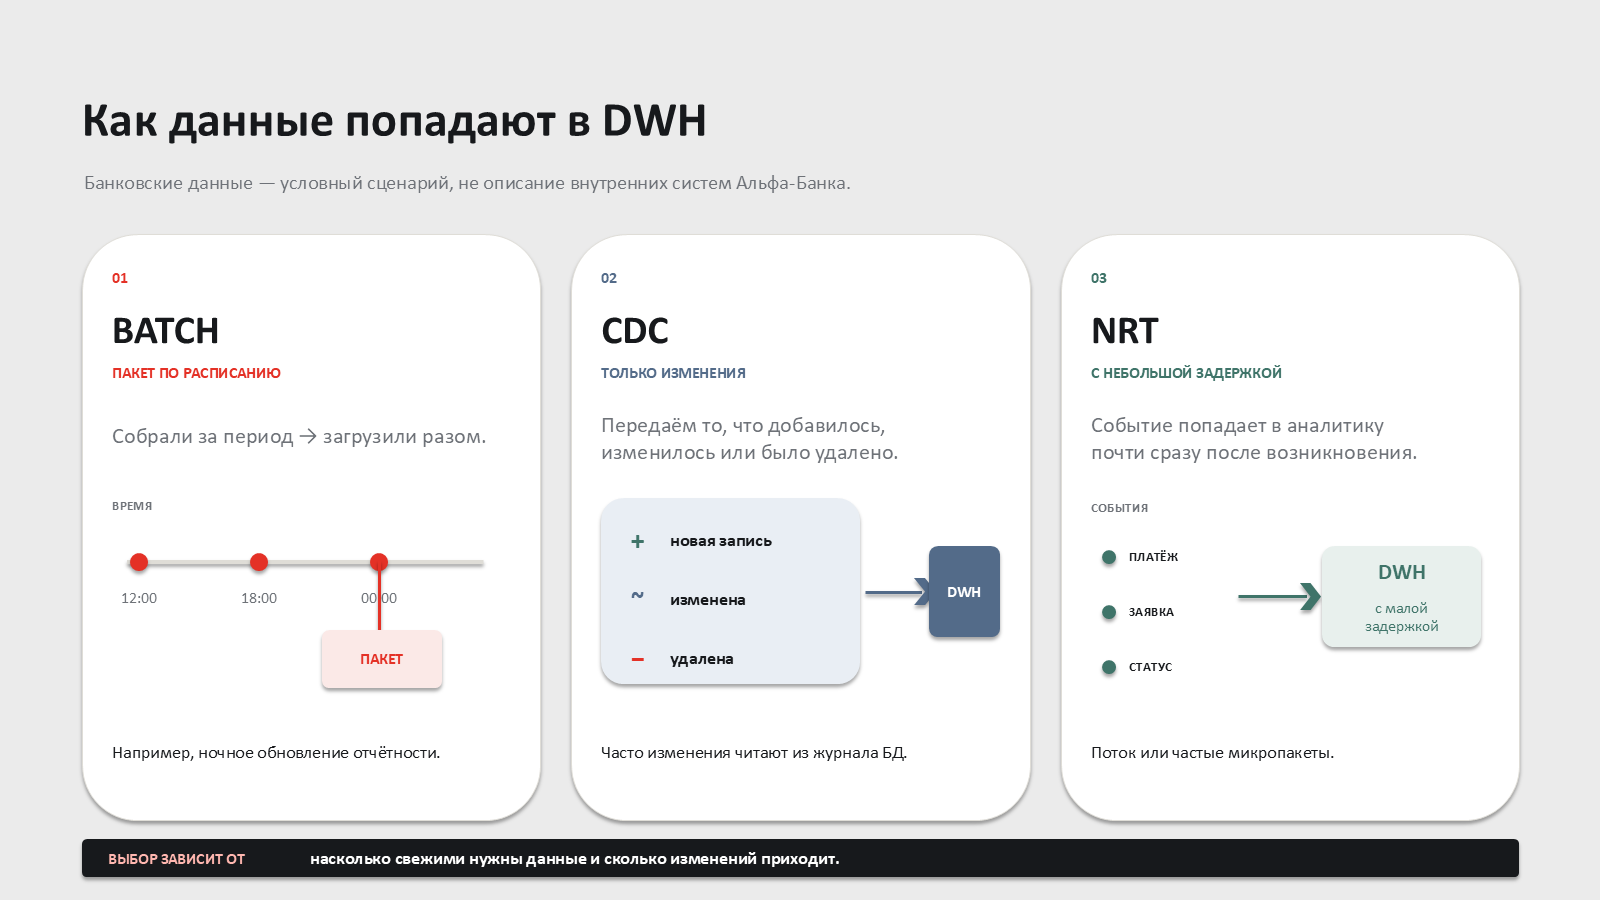 Как данные попадают в DWH
Банковские данные — условный сценарий, не описание внутренних систем Альфа-Банка.
01
BATCH
ПАКЕТ ПО РАСПИСАНИЮ
Собрали за период → загрузили разом.
ВРЕМЯ
12:00
18:00
00:00
ПАКЕТ
Например, ночное обновление отчётности.
02
CDC
ТОЛЬКО ИЗМЕНЕНИЯ
Передаём то, что добавилось,
изменилось или было удалено.
+ новая запись
~ изменена
− удалена
DWH
Часто изменения читают из журнала БД.
03
NRT
С НЕБОЛЬШОЙ ЗАДЕРЖКОЙ
Событие попадает в аналитику
почти сразу после возникновения.
СОБЫТИЯ
ПЛАТЁЖ
ЗАЯВКА
СТАТУС
DWH
с малой
задержкой
Поток или частые микропакеты.
ВЫБОР ЗАВИСИТ ОТ насколько свежими нужны данные и сколько изменений приходит.